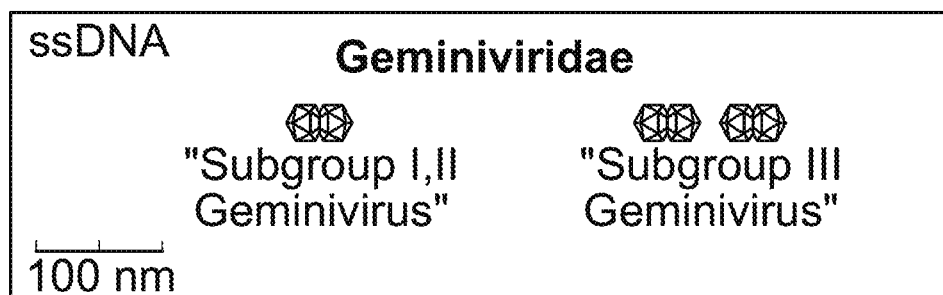 ssDNA
Geminiviridae
"Subgroup I,II
Geminivirus"
"Subgroup III
Geminivirus"
100 nm